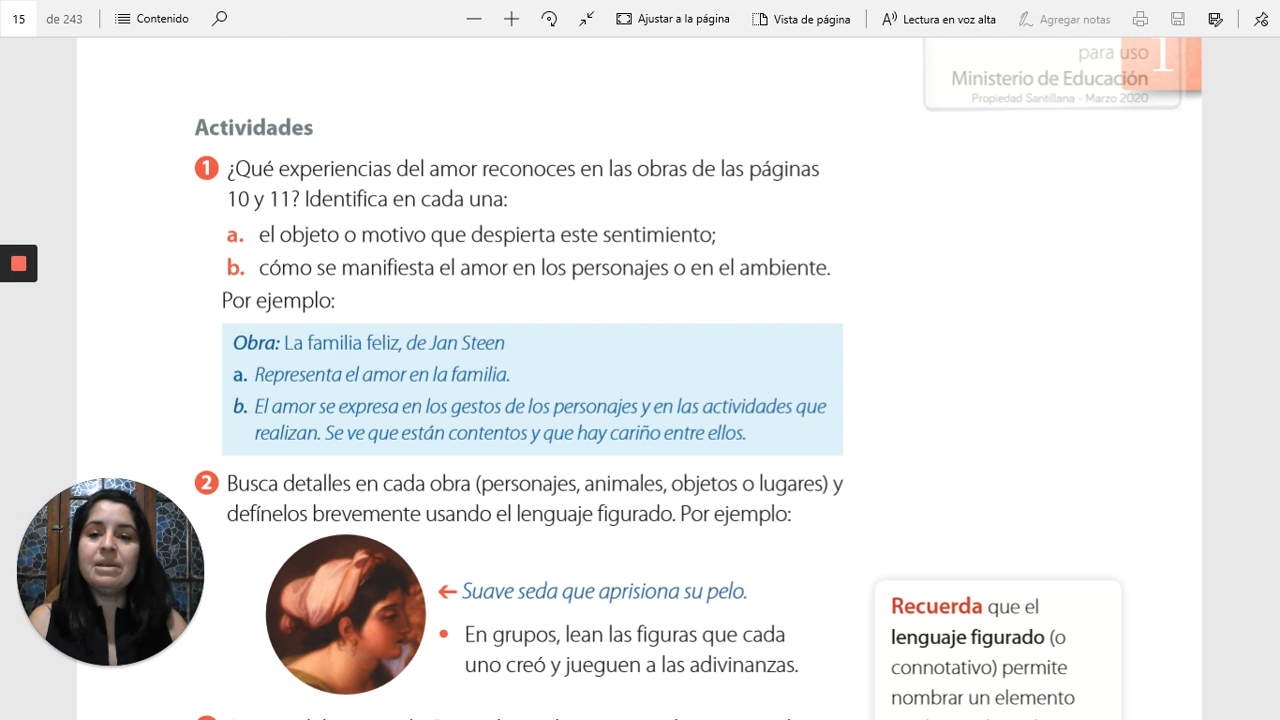 15 de 243 Contenido Ajustar a la página Vista de página Lectura en voz alta Agregar notas
para uso
1
Ministerio de Educación
Propiedad Santillana - Marzo 2020
Actividades
1 ¿Qué experiencias del amor reconoces en las obras de las páginas
10 y 11? Identifica en cada una:
a. el objeto o motivo que despierta este sentimiento;
b. cómo se manifiesta el amor en los personajes o en el ambiente.
Por ejemplo:
Obra: La familia feliz, de Jan Steen
a. Representa el amor en la familia.
b. El amor se expresa en los gestos de los personajes y en las actividades que
realizan. Se ve que están contentos y que hay cariño entre ellos.
2 Busca detalles en cada obra (personajes, animales, objetos o lugares) y
defínelos brevemente usando el lenguaje figurado. Por ejemplo:
Suave seda que aprisiona su pelo.
• En grupos, lean las figuras que cada
uno creó y jueguen a las adivinanzas.
Recuerda que el
lenguaje figurado (o
connotativo) permite
nombrar un elemento